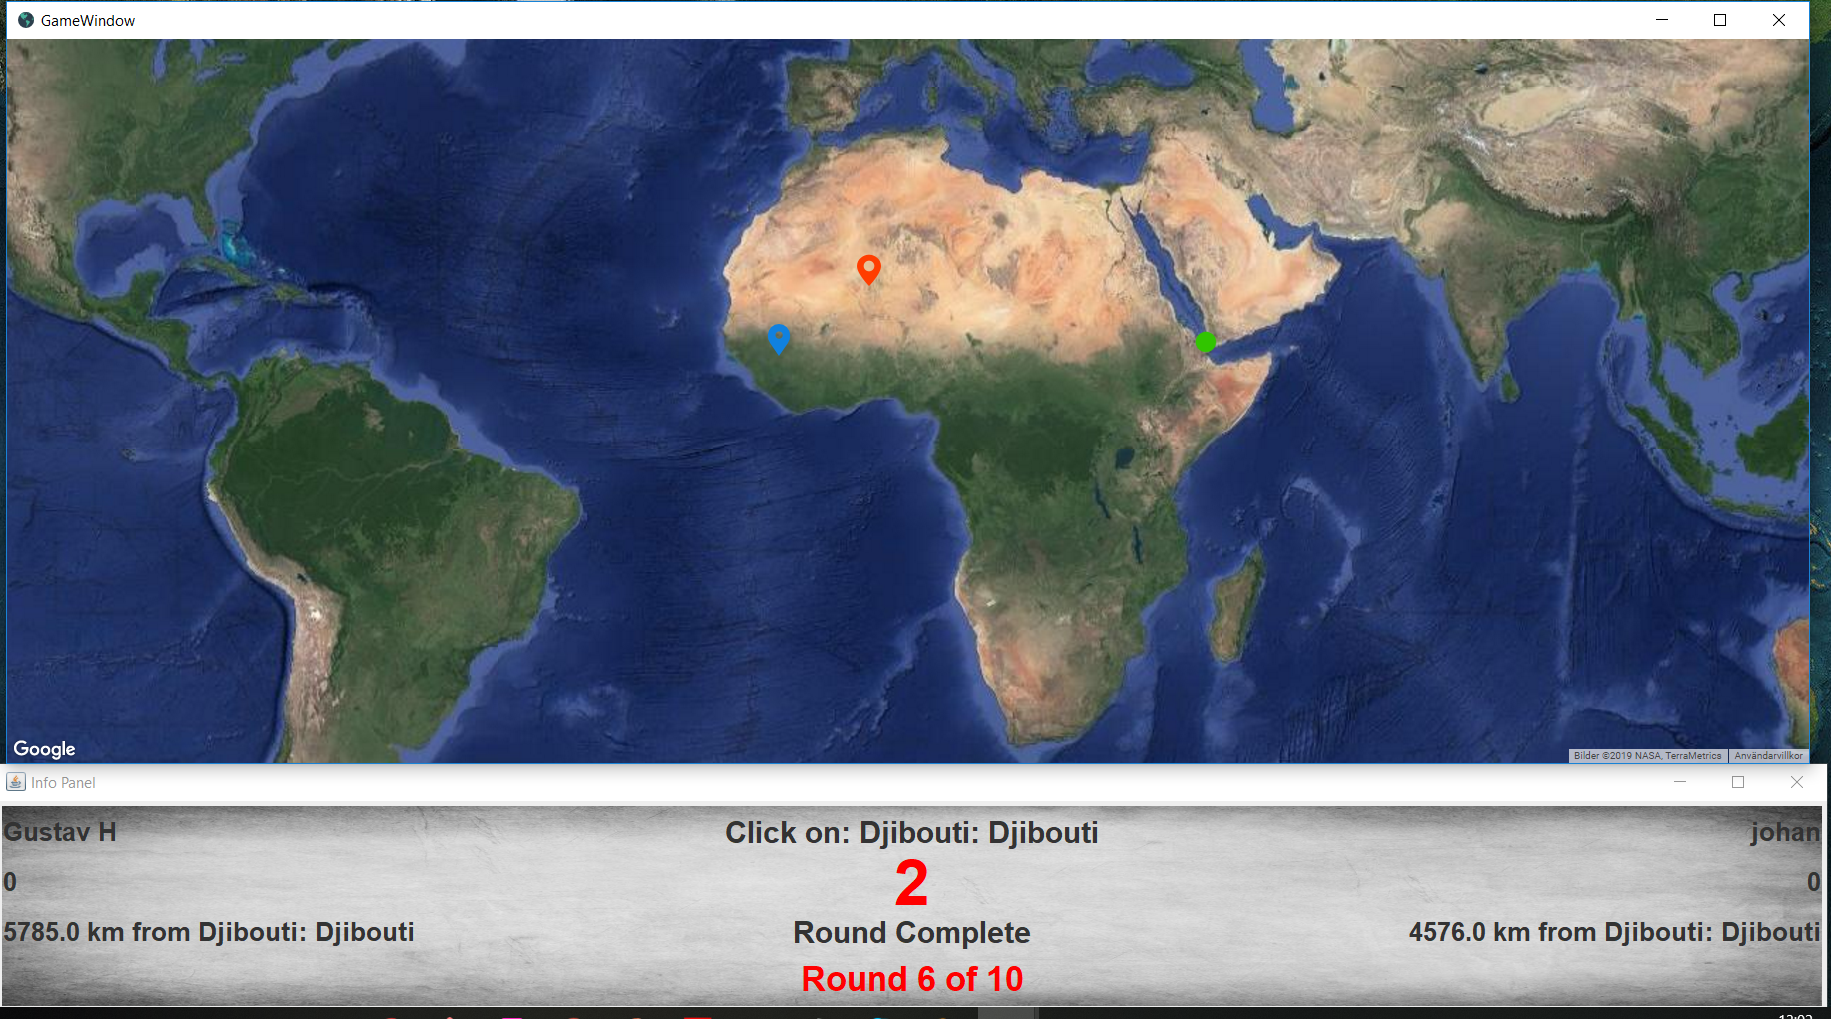 GameWindow
Google
Bilder ©2019 NASA, TerraMetrics Användarvillkor
Info Panel
Gustav H Click on: Djibouti: Djibouti johan
0 2 0
5785.0 km from Djibouti: Djibouti Round Complete 4576.0 km from Djibouti: Djibouti
Round 6 of 10